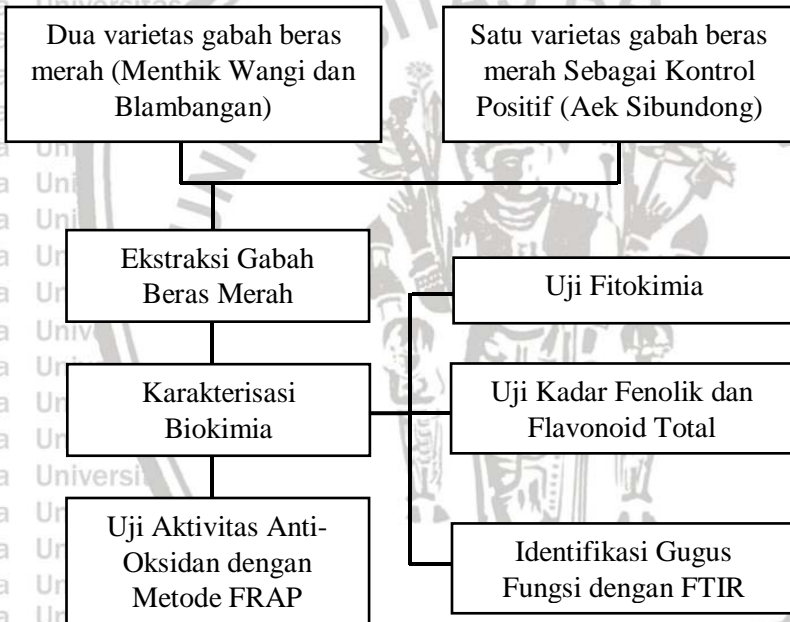 Dua varietas gabah beras
merah (Menthik Wangi dan
Blambangan)
Satu varietas gabah beras
merah Sebagai Kontrol
Positif (Aek Sibundong)
Ekstraksi Gabah
Beras Merah
Uji Fitokimia
Karakterisasi
Biokimia
Uji Kadar Fenolik dan
Flavonoid Total
Uji Aktivitas Anti-
Oksidan dengan
Metode FRAP
Identifikasi Gugus
Fungsi dengan FTIR